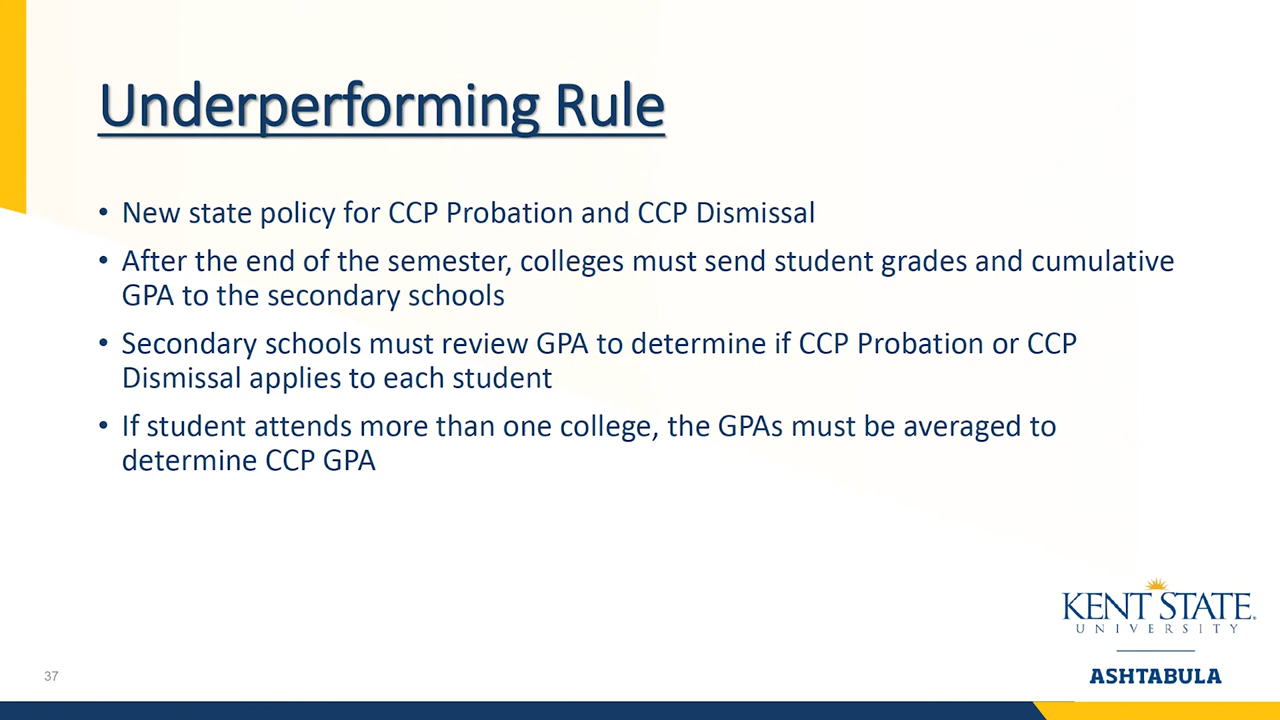 Underperforming Rule
• New state policy for CCP Probation and CCP Dismissal
• After the end of the semester, colleges must send student grades and cumulative
GPA to the secondary schools
• Secondary schools must review GPA to determine if CCP Probation or CCP
Dismissal applies to each student
• If student attends more than one college, the GPAs must be averaged to
determine CCP GPA
KENT STATE
UNIVERSITY
ASHTABULA
37